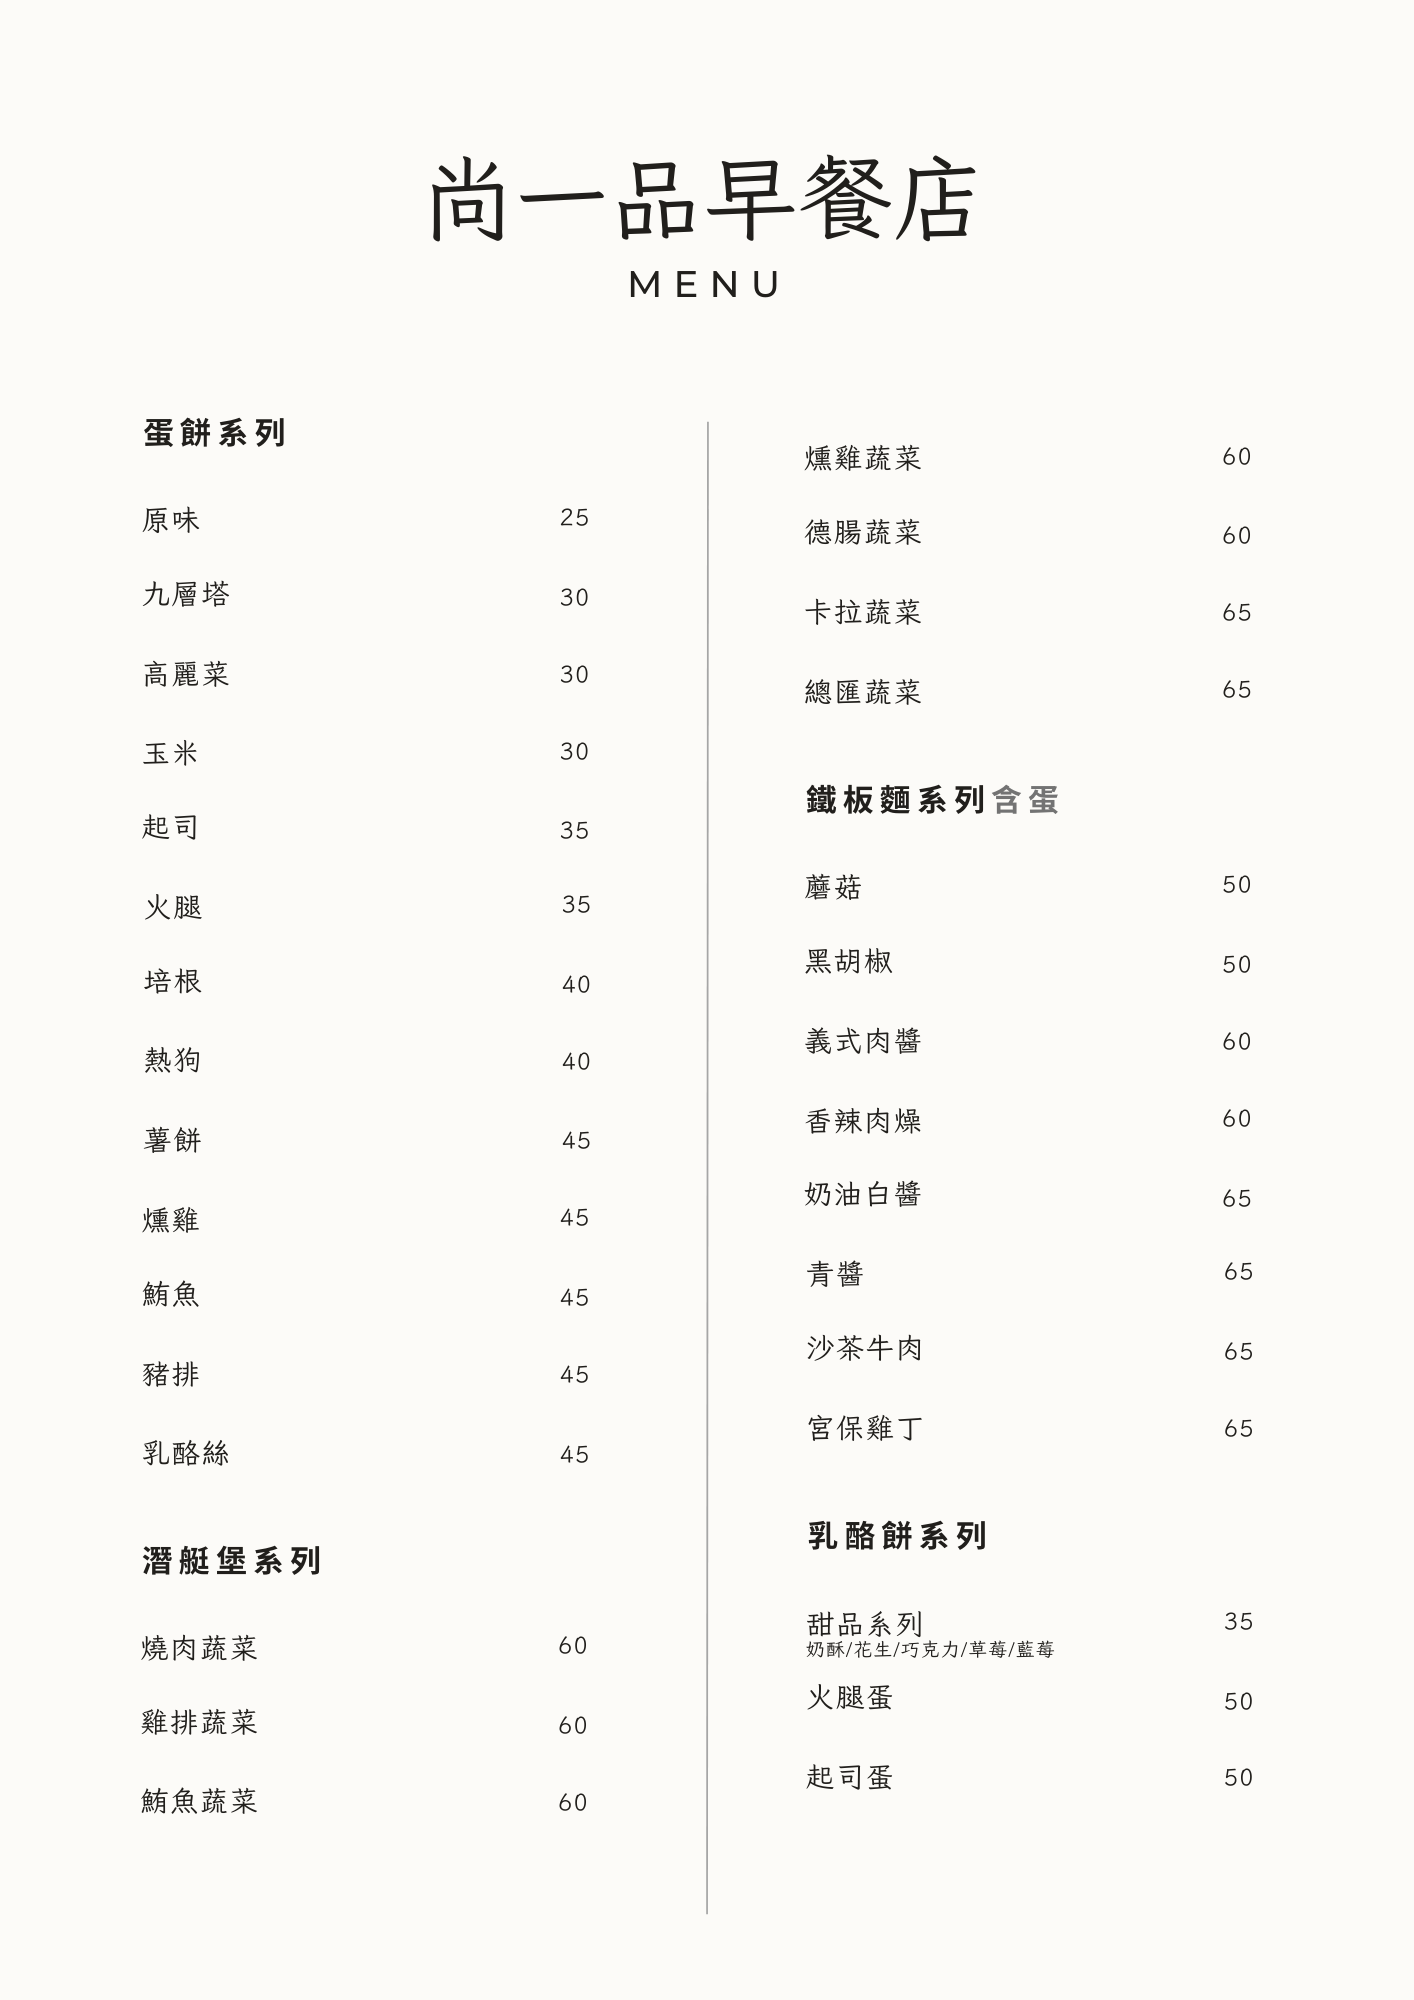 尚一品早餐店
MENU
蛋餅系列
原味 25
九層塔 30
高麗菜 30
玉米 30
起司 35
火腿 35
培根 40
熱狗 40
薯餅 45
燻雞 45
鮪魚 45
豬排 45
乳酪絲 45
潛艇堡系列
燒肉蔬菜 60
雞排蔬菜 60
鮪魚蔬菜 60
燻雞蔬菜 60
德腸蔬菜 60
卡拉蔬菜 65
總匯蔬菜 65
鐵板麵系列含蛋
蘑菇 50
黑胡椒 50
義式肉醬 60
香辣肉燥 60
奶油白醬 65
青醬 65
沙茶牛肉 65
宮保雞丁 65
乳酪餅系列
甜品系列 35
奶酥/花生/巧克力/草莓/藍莓
火腿蛋 50
起司蛋 50